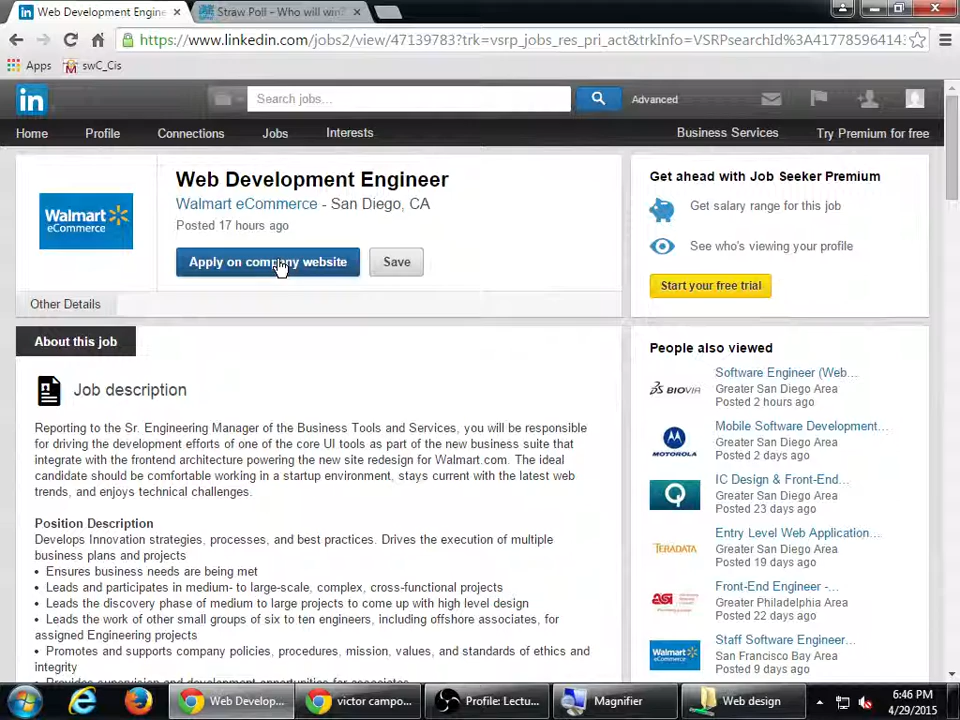 Web Development Engine
Straw Poll - Who will win
https://www.linkedin.com/jobs2/view/47139783?trk=vsrp_jobs_res_pri_act&trkInfo=VSRPsearchId%3A41778596414
Apps
swC_Cis
in
Search jobs...
Advanced
Home
Profile
Connections
Jobs
Interests
Business Services
Try Premium for free
Walmart
eCommerce
Web Development Engineer
Walmart eCommerce - San Diego, CA
Posted 17 hours ago
Apply on company website
Save
Other Details
Get ahead with Job Seeker Premium
Get salary range for this job
See who's viewing your profile
Start your free trial
About this job
Job description
Reporting to the Sr. Engineering Manager of the Business Tools and Services, you will be responsible
for driving the development efforts of one of the core UI tools as part of the new business suite that
integrate with the frontend architecture powering the new site redesign for Walmart.com. The ideal
candidate should be comfortable working in a startup environment, stays current with the latest web
trends, and enjoys technical challenges.
Position Description
Develops Innovation strategies, processes, and best practices. Drives the execution of multiple
business plans and projects
• Ensures business needs are being met
• Leads and participates in medium- to large-scale, complex, cross-functional projects
• Leads the discovery phase of medium to large projects to come up with high level design
• Leads the work of other small groups of six to ten engineers, including offshore associates, for
assigned Engineering projects
• Promotes and supports company policies, procedures, mission, values, and standards of ethics and
integrity
• Provides supervision and development opportunities for associates
People also viewed
BIOVIA
Software Engineer (Web...
Greater San Diego Area
Posted 2 hours ago
MOTOROLA
Mobile Software Development...
Greater San Diego Area
Posted 2 days ago
IC Design & Front-End...
Greater San Diego Area
Posted 23 days ago
TERADATA
Entry Level Web Application...
Greater San Diego Area
Posted 19 days ago
ASI
Front-End Engineer -...
Greater Philadelphia Area
Posted 22 days ago
Walmart
eCommerce
Staff Software Engineer...
San Francisco Bay Area
Posted 9 days ago
Web Develop...
victor campo...
Profile: Lectu...
Magnifier
Web design
6:46 PM
4/29/2015